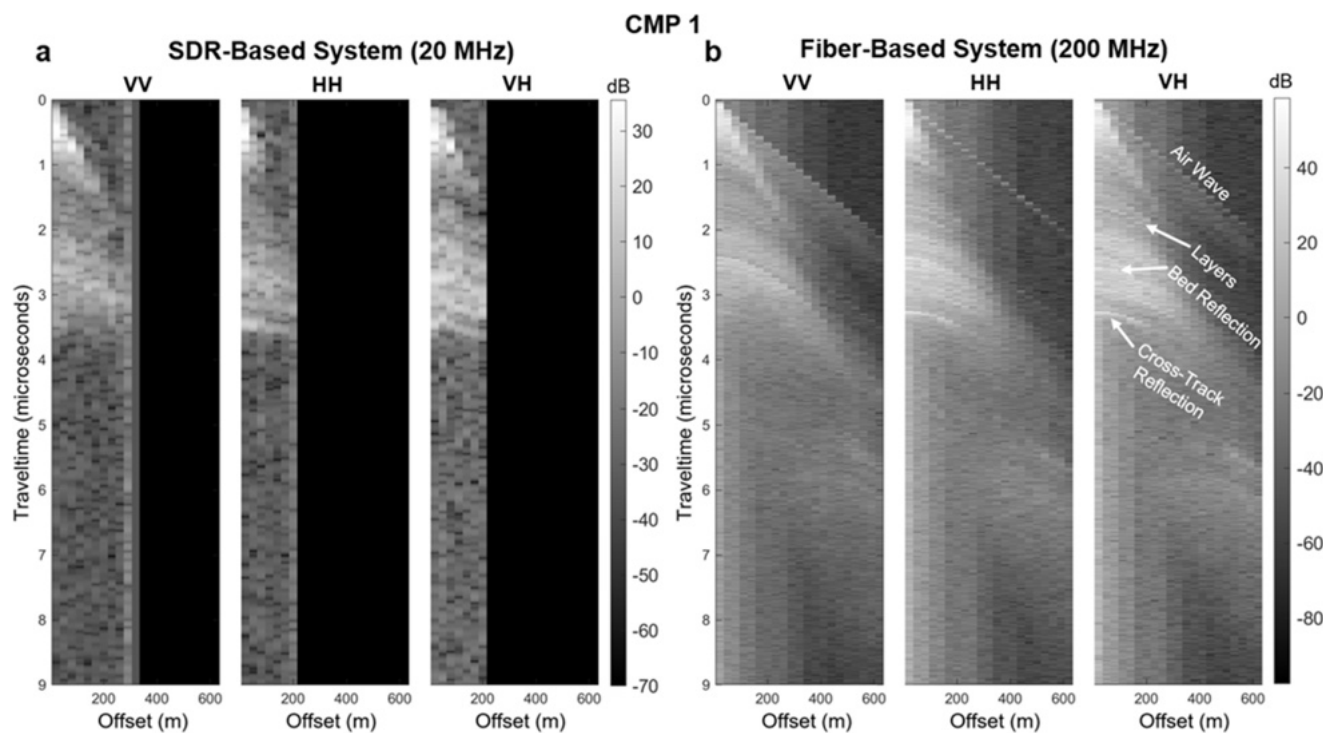 CMP 1
a
SDR-Based System (20 MHz)
VV
HH
VH
dB
0
1
2
3
4
5
6
7
8
9
Traveltime (microseconds)
200 400 600
200 400 600
200 400 600
Offset (m)
Offset (m)
Offset (m)
30
20
10
0
-10
-20
-30
-40
-50
-60
-70
b
Fiber-Based System (200 MHz)
VV
HH
VH
dB
0
1
2
3
4
5
6
7
8
9
Traveltime (microseconds)
Air Wave
Layers
Bed Reflection
Cross-Track
Reflection
200 400 600
200 400 600
200 400 600
Offset (m)
Offset (m)
Offset (m)
40
20
0
-20
-40
-60
-80